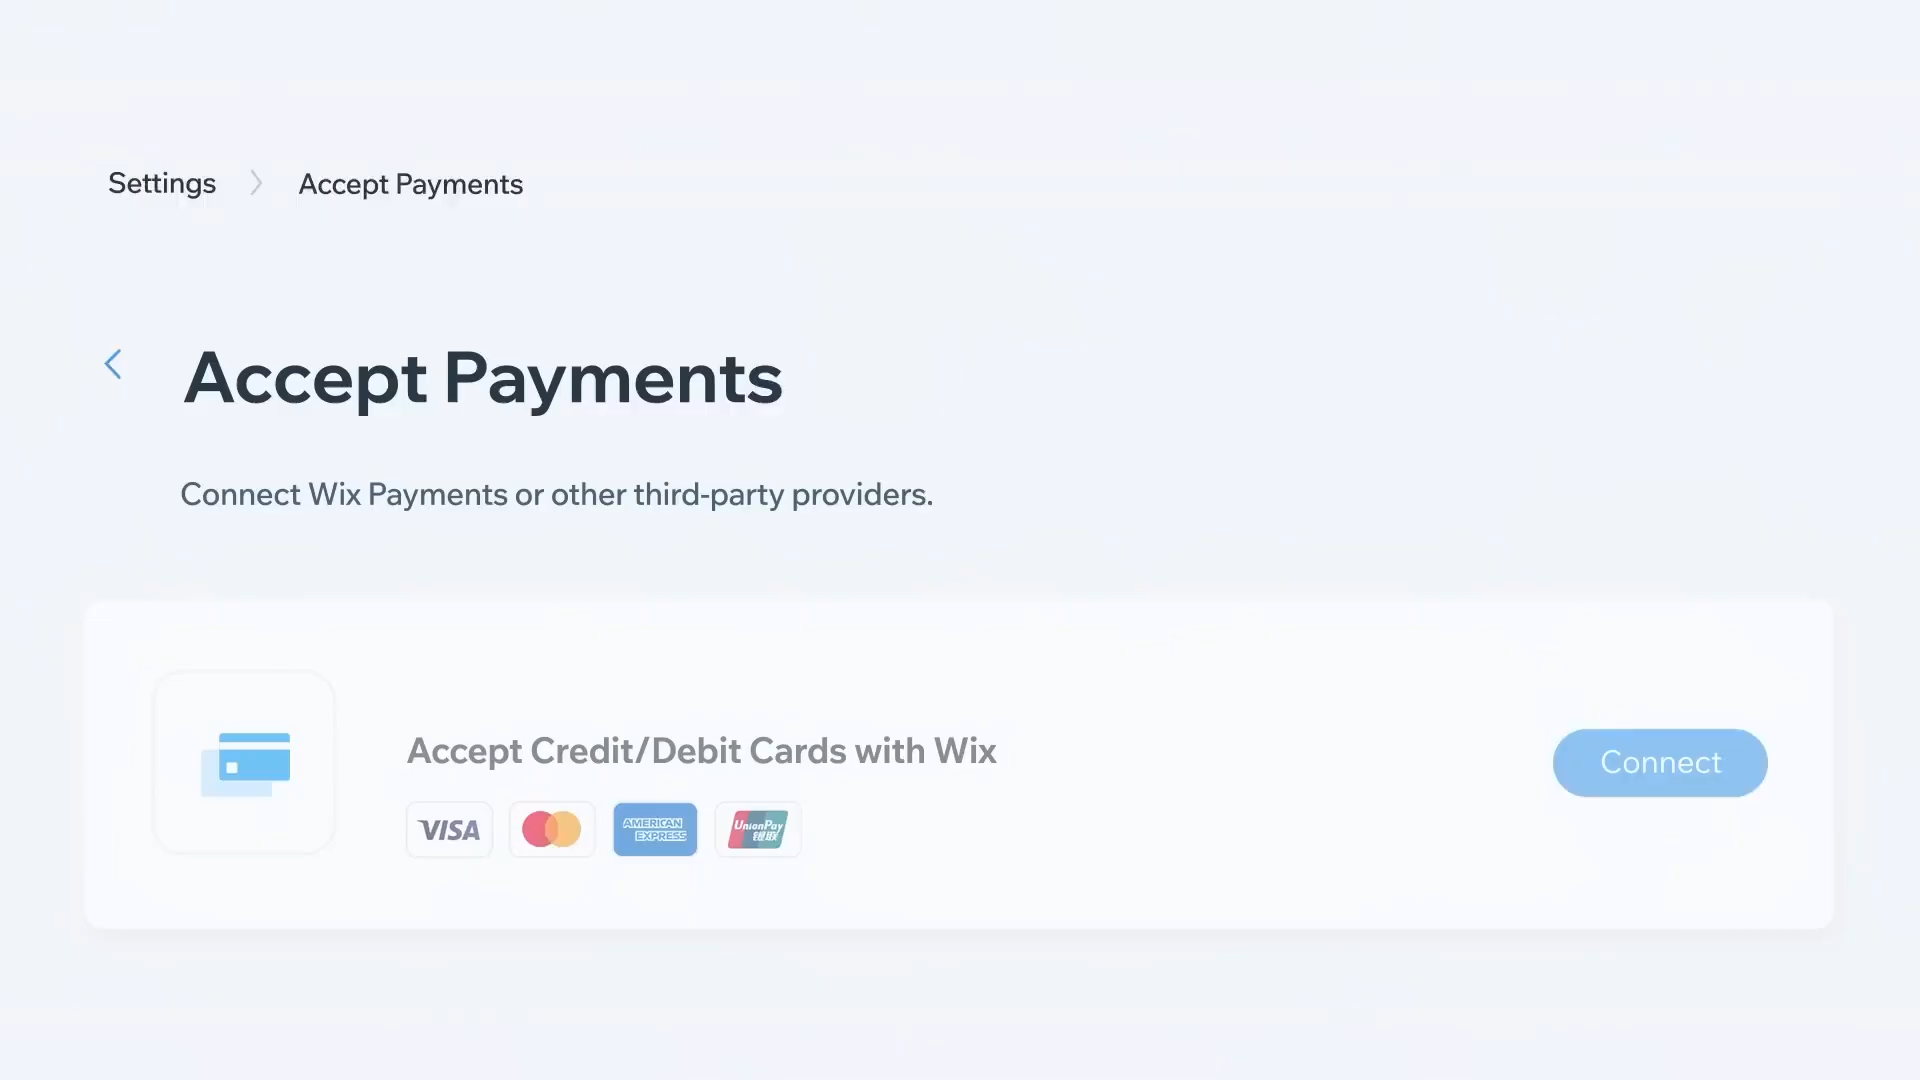 Settings
Accept Payments
Accept Payments
Connect Wix Payments or other third-party providers.
Accept Credit/Debit Cards with Wix
Connect
VISA
AMERICAN
EXPRESS
UnionPay
银联